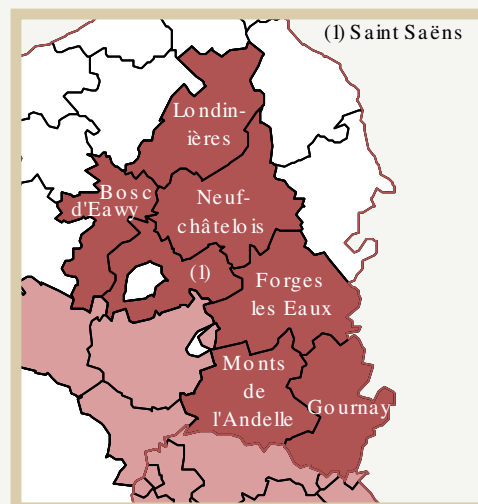 (1) Saint Saëns
Londin-
ières
Bosc
d'Eawy
Neuf-
châtelois
(1)
Forges
les Eaux
Monts
de
l'Andelle
Gournay